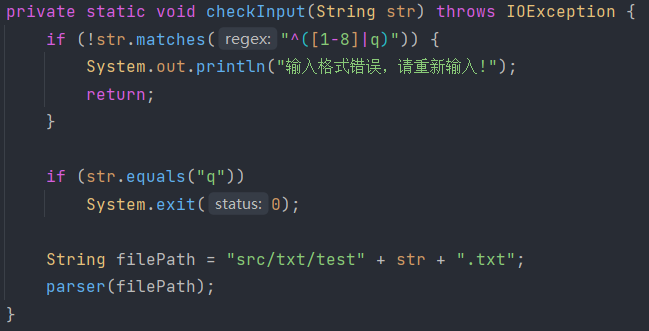 private static void checkInput(String str) throws IOException {
    if (!str.matches( regex: "^([1-8]|q)")) {
        System.out.println("输入格式错误，请重新输入!");
        return;
    }

    if (str.equals("q"))
        System.exit( status: 0);

    String filePath = "src/txt/test" + str + ".txt";
    parser(filePath);
}